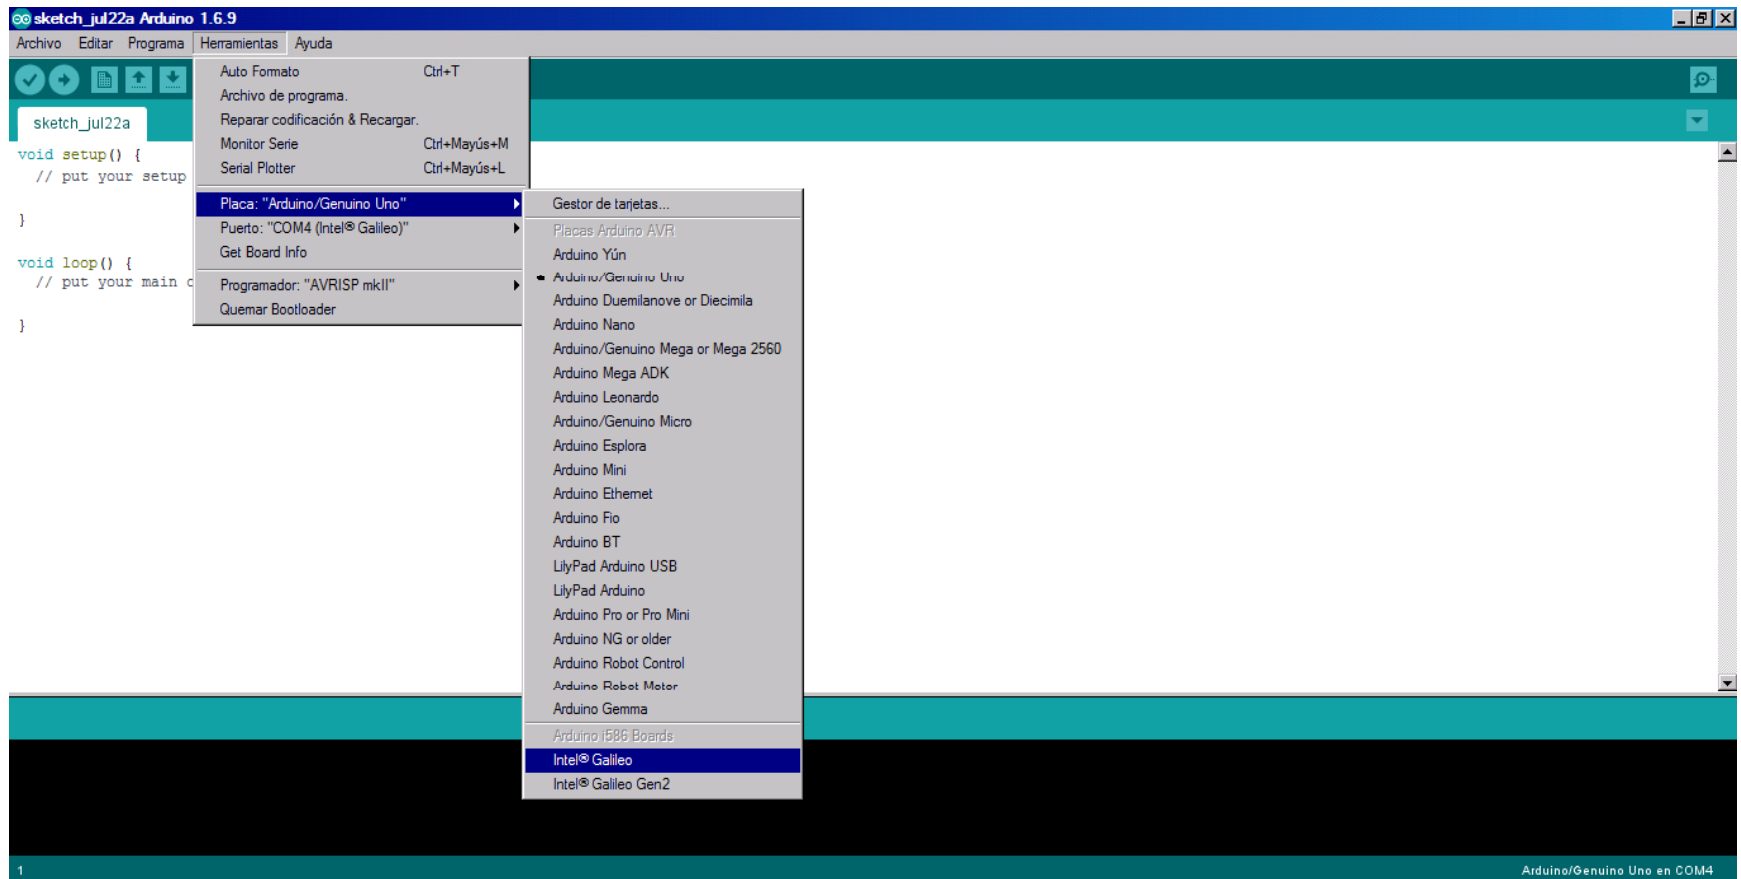 sketch_jul22a Arduino 1.6.9
Archivo Editar Programa Herramientas Ayuda
sketch_jul22a
void setup() {
// put your setup
}
void loop() {
// put your main c
}
Auto Formato Ctrl+T
Archivo de programa.
Reparar codificación & Recargar.
Monitor Serie Ctrl+Mayús+M
Serial Plotter Ctrl+Mayús+L
Placa: "Arduino/Genuino Uno"
Puerto: "COM4 (Intel® Galileo)"
Get Board Info
Programador: "AVRISP mkII"
Quemar Bootloader
Gestor de tarjetas...
Placas Arduino AVR
Arduino Yún
Arduino/Genuino Uno
Arduino Duemilanove or Diecimila
Arduino Nano
Arduino/Genuino Mega or Mega 2560
Arduino Mega ADK
Arduino Leonardo
Arduino/Genuino Micro
Arduino Esplora
Arduino Mini
Arduino Ethernet
Arduino Fio
Arduino BT
LilyPad Arduino USB
LilyPad Arduino
Arduino Pro or Pro Mini
Arduino NG or older
Arduino Robot Control
Arduino Robot Motor
Arduino Gemma
Arduino i586 Boards
Intel® Galileo
Intel® Galileo Gen2
1
Arduino/Genuino Uno en COM4